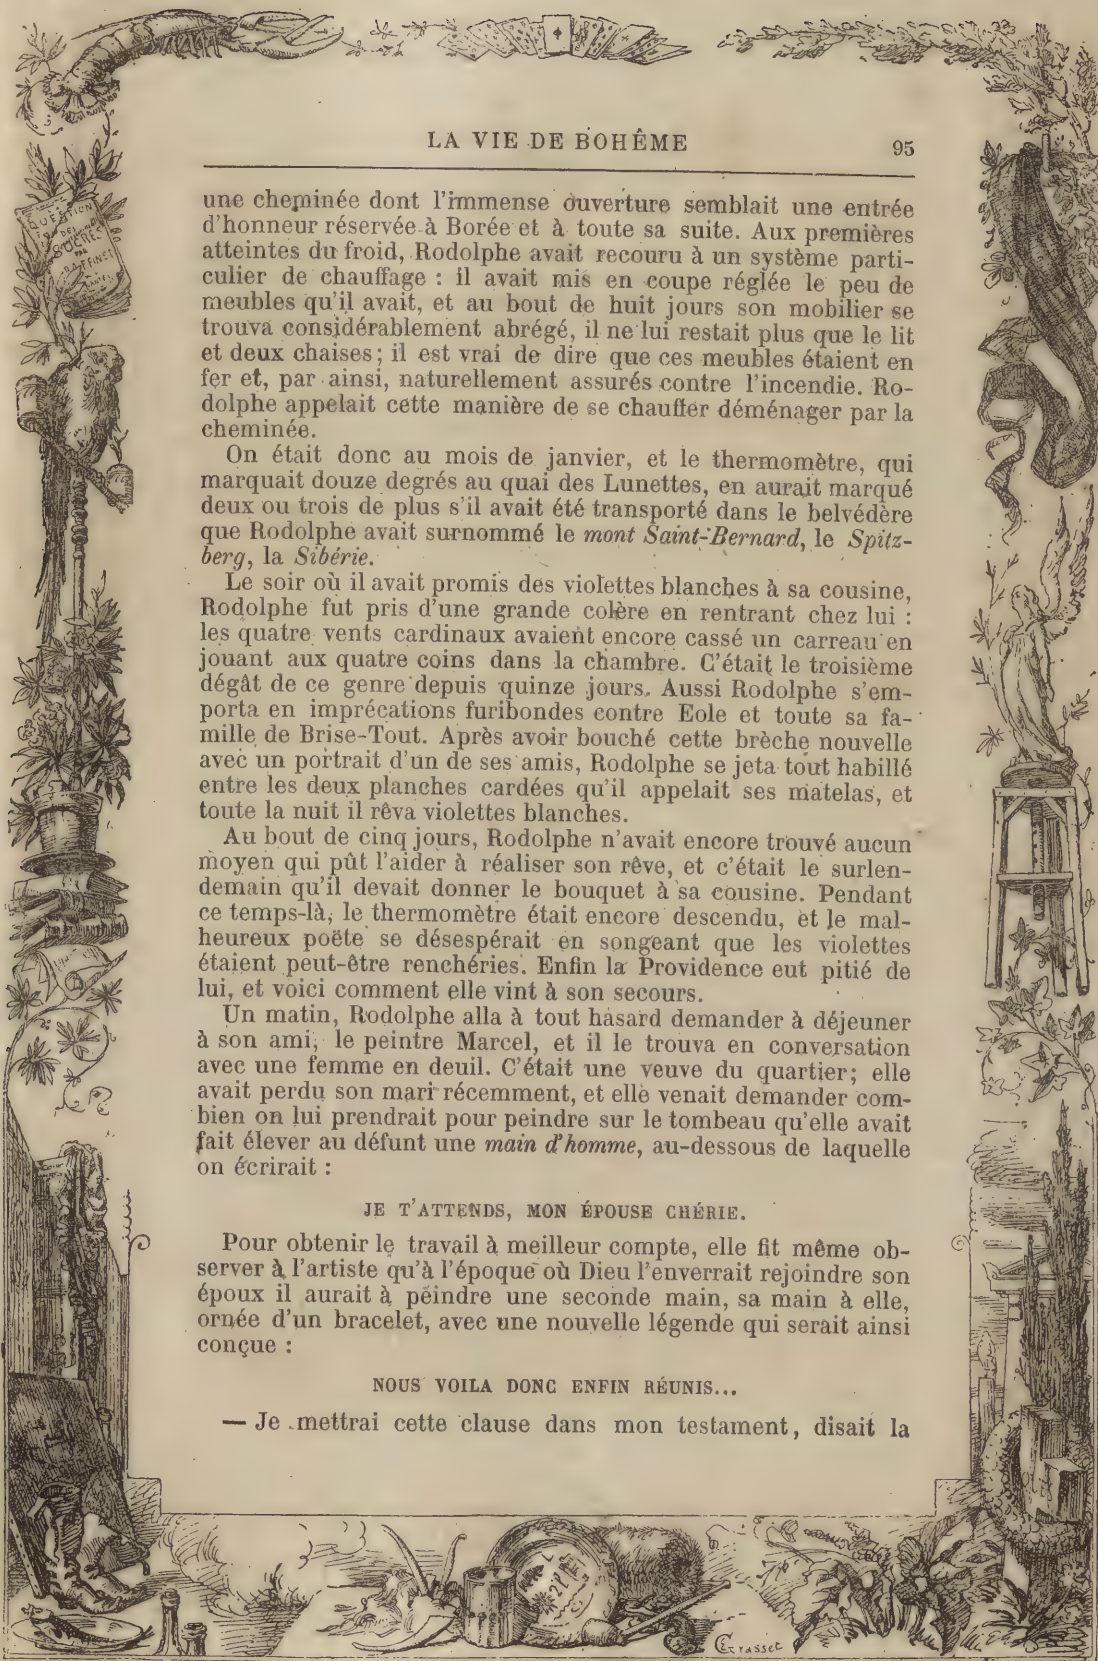 LA VIE DE BOHÊME
95
une cheminée dont l'immense ouverture semblait une entrée
d'honneur réservée à Borée et à toute sa suite. Aux premières
atteintes du froid, Rodolphe avait recouru à un système parti-
culier de chauffage : il avait mis en coupe réglée le peu de
meubles qu'il avait, et au bout de huit jours son mobilier se
trouva considérablement abrégé, il ne lui restait plus que le lit
et deux chaises ; il est vrai de dire que ces meubles étaient en
fer et, par ainsi, naturellement assurés contre l'incendie. Ro-
dolphe appelait cette manière de se chauffer déménager par la
cheminée.
On était donc au mois de janvier, et le thermomètre, qui
marquait douze degrés au quai des Lunettes, en aurait marqué
deux ou trois de plus s'il avait été transporté dans le belvédère
que Rodolphe avait surnommé le mont Saint-Bernard, le Spitz-
berg, la Sibérie.
Le soir où il avait promis des violettes blanches à sa cousine,
Rodolphe fut pris d'une grande colère en rentrant chez lui :
les quatre vents cardinaux avaient encore cassé un carreau en
jouant aux quatre coins dans la chambre. C'était le troisième
dégât de ce genre depuis quinze jours. Aussi Rodolphe s'em-
porta en imprécations furibondes contre Eole et toute sa fa-
mille de Brise-Tout. Après avoir bouché cette brèche nouvelle
avec un portrait d'un de ses amis, Rodolphe se jeta tout habillé
entre les deux planches cardées qu'il appelait ses matelas, et
toute la nuit il rêva violettes blanches.
Au bout de cinq jours, Rodolphe n'avait encore trouvé aucun
moyen qui pût l'aider à réaliser son rêve, et c'était le surlen-
demain qu'il devait donner le bouquet à sa cousine. Pendant
ce temps-là, le thermomètre était encore descendu, et le mal-
heureux poëte se désespérait en songeant que les violettes
étaient peut-être renchéries. Enfin la Providence eut pitié de
lui, et voici comment elle vint à son secours.
Un matin, Rodolphe alla à tout hasard demander à déjeuner
à son ami, le peintre Marcel, et il le trouva en conversation
avec une femme en deuil. C'était une veuve du quartier ; elle
avait perdu son mari récemment, et elle venait demander com-
bien on lui prendrait pour peindre sur le tombeau qu'elle avait
fait élever au défunt une main d'homme, au-dessous de laquelle
on écrirait :
JE T'ATTENDS, MON ÉPOUSE CHÉRIE.
Pour obtenir le travail à meilleur compte, elle fit même ob-
server à l'artiste qu'à l'époque où Dieu l'enverrait rejoindre son
époux il aurait à peindre une seconde main, sa main à elle,
ornée d'un bracelet, avec une nouvelle légende qui serait ainsi
conçue :
NOUS VOILA DONC ENFIN RÉUNIS...
— Je mettrai cette clause dans mon testament, disait la
QUESTION
DES
SUCRES
PAR
RAFFINET
E GRASSET